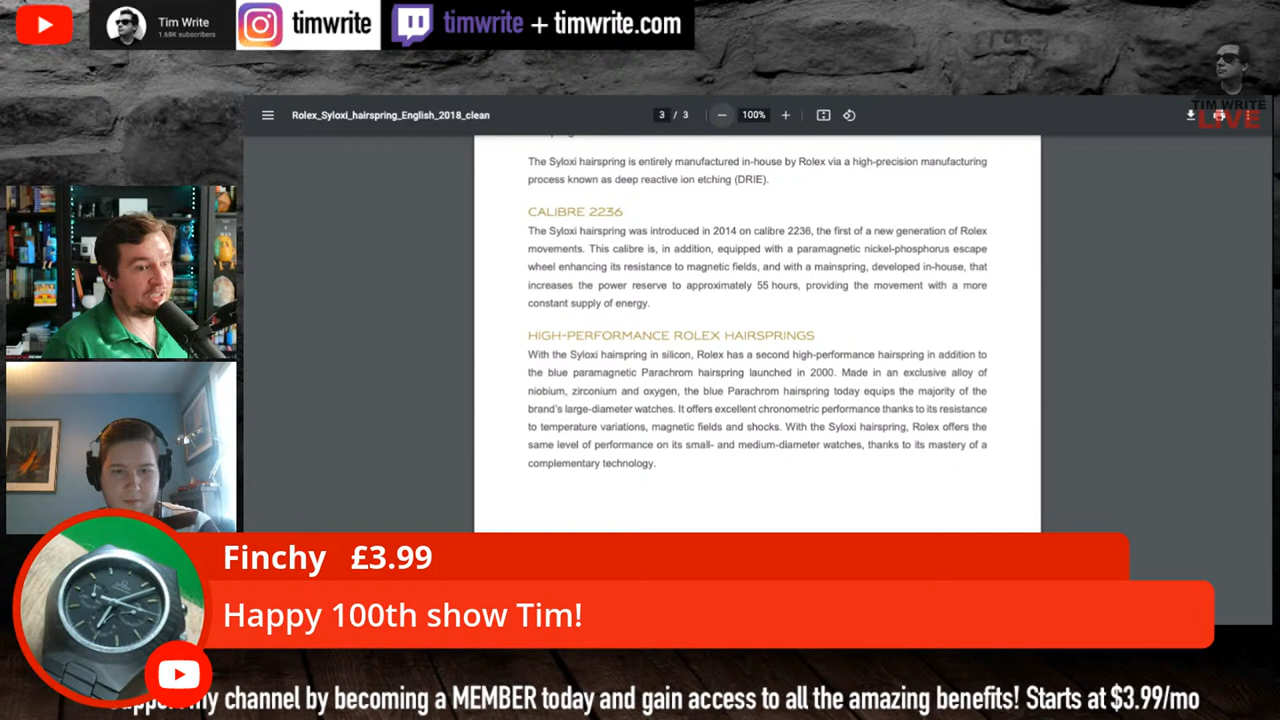 Tim Write
1.68K subscribers
timwrite
timwrite + timwrite.com
TIM WRITE
LIVE
Rolex_Syloxi_hairspring_English_2018_clean
3 / 3
100%
The Syloxi hairspring is entirely manufactured in-house by Rolex via a high-precision manufacturing
process known as deep reactive ion etching (DRIE).
CALIBRE 2236
The Syloxi hairspring was introduced in 2014 on calibre 2236, the first of a new generation of Rolex
movements. This calibre is, in addition, equipped with a paramagnetic nickel-phosphorus escape
wheel enhancing its resistance to magnetic fields, and with a mainspring, developed in-house, that
increases the power reserve to approximately 55 hours, providing the movement with a more
constant supply of energy.
HIGH-PERFORMANCE ROLEX HAIRSPRINGS
With the Syloxi hairspring in silicon, Rolex has a second high-performance hairspring in addition to
the blue paramagnetic Parachrom hairspring launched in 2000. Made in an exclusive alloy of
niobium, zirconium and oxygen, the blue Parachrom hairspring today equips the majority of the
brand's large-diameter watches. It offers excellent chronometric performance thanks to its resistance
to temperature variations, magnetic fields and shocks. With the Syloxi hairspring, Rolex offers the
same level of performance on its small- and medium-diameter watches, thanks to its mastery of a
complementary technology.
Finchy £3.99
Happy 100th show Tim!
my channel by becoming a MEMBER today and gain access to all the amazing benefits! Starts at $3.99/mo